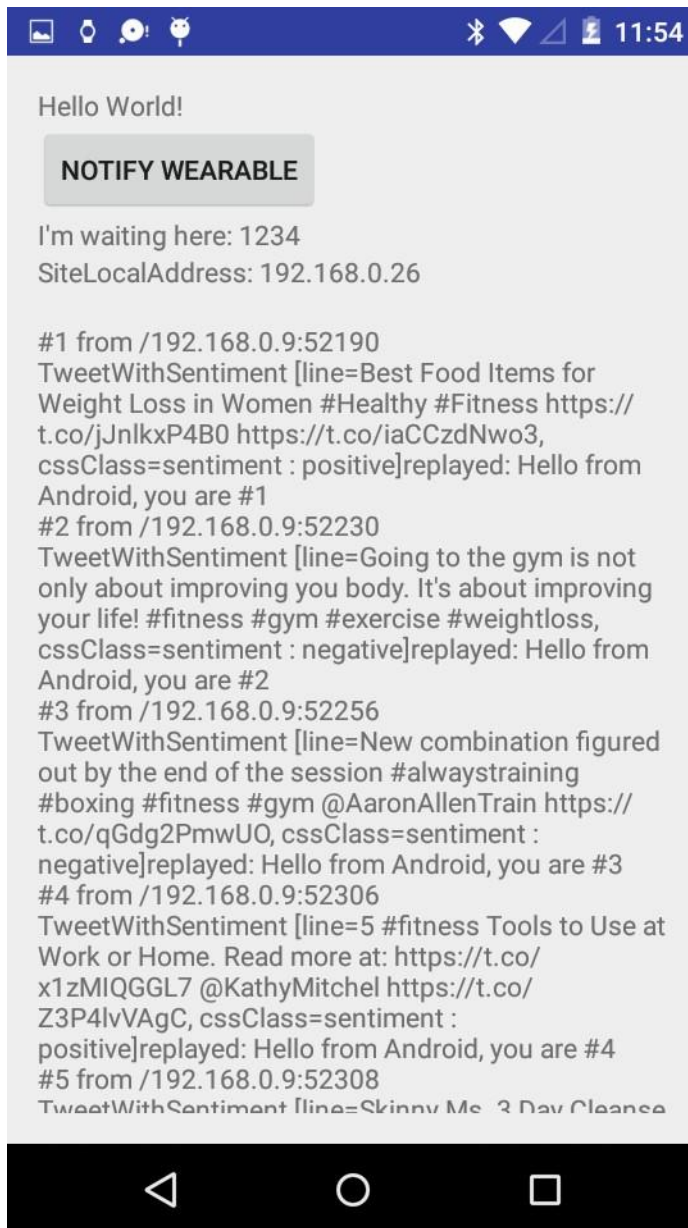 11:54
Hello World!
NOTIFY WEARABLE
I'm waiting here: 1234
SiteLocalAddress: 192.168.0.26
#1 from /192.168.0.9:52190
TweetWithSentiment [line=Best Food Items for
Weight Loss in Women #Healthy #Fitness https://
t.co/jJnlkxP4B0 https://t.co/iaCCzdNwo3,
cssClass=sentiment : positive]replayed: Hello from
Android, you are #1
#2 from /192.168.0.9:52230
TweetWithSentiment [line=Going to the gym is not
only about improving you body. It's about improving
your life! #fitness #gym #exercise #weightloss,
cssClass=sentiment : negative]replayed: Hello from
Android, you are #2
#3 from /192.168.0.9:52256
TweetWithSentiment [line=New combination figured
out by the end of the session #alwaystraining
#boxing #fitness #gym @AaronAllenTrain https://
t.co/qGdg2PmwUO, cssClass=sentiment :
negative]replayed: Hello from Android, you are #3
#4 from /192.168.0.9:52306
TweetWithSentiment [line=5 #fitness Tools to Use at
Work or Home. Read more at: https://t.co/
x1zMIQGGL7 @KathyMitchel https://t.co/
Z3P4lvVAgC, cssClass=sentiment :
positive]replayed: Hello from Android, you are #4
#5 from /192.168.0.9:52308
TweetWithSentiment [line=Skinny Ms. 3 Day Cleanse